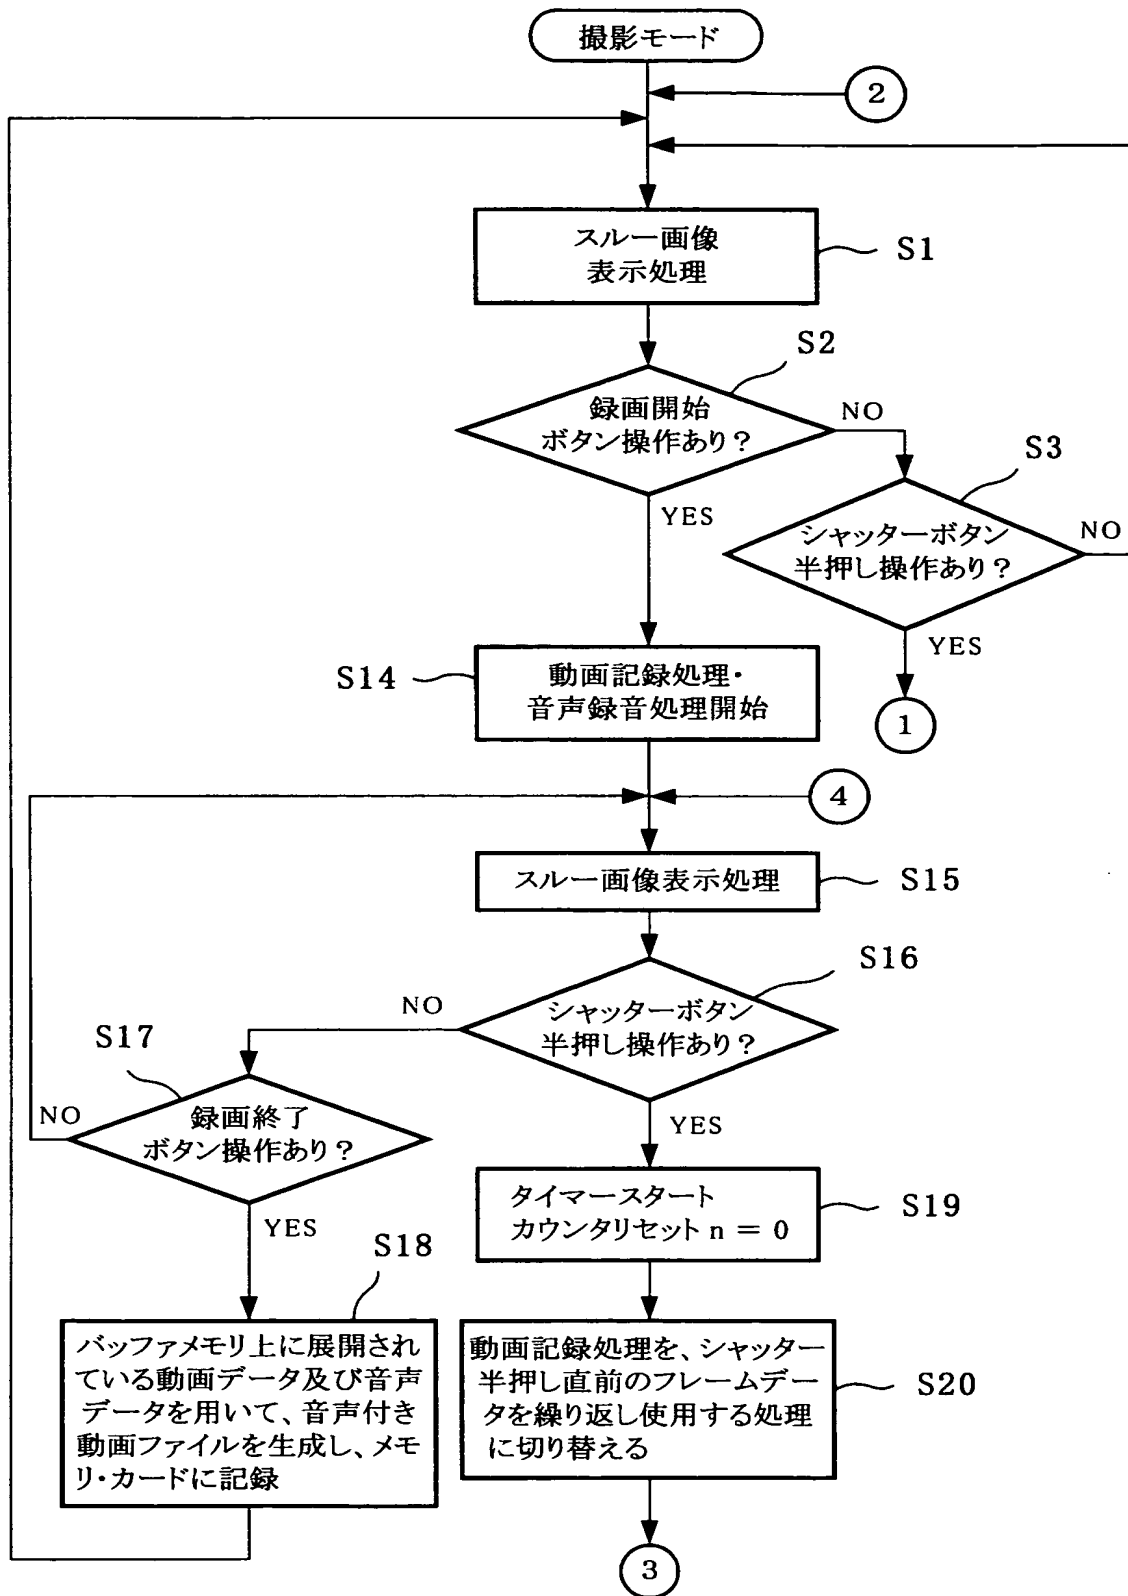 撮影モード
2
スルー画像
表示処理
S1
S2
録画開始
ボタン操作あり？
NO
YES
S3
シャッターボタン
半押し操作あり？
NO
YES
1
S14
動画記録処理・
音声録音処理開始
4
スルー画像表示処理
S15
S16
シャッターボタン
半押し操作あり？
NO
YES
S17
録画終了
ボタン操作あり？
NO
YES
S18
バッファメモリ上に展開され
ている動画データ及び音声
データを用いて、音声付き
動画ファイルを生成し、メモ
リ・カードに記録
タイマースタート
カウンタリセット n = 0
S19
動画記録処理を、シャッター
半押し直前のフレームデー
タを繰り返し使用する処理
に切り替える
S20
3